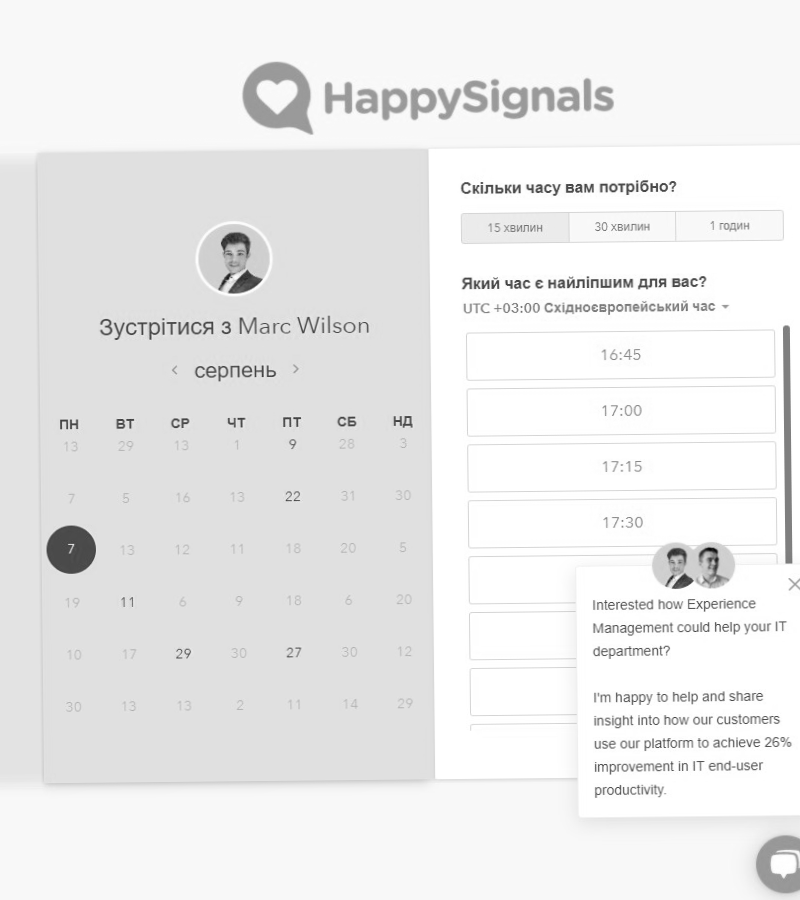 HappySignals
Зустрітися з Marc Wilson
серпень
ПН ВТ СР ЧТ ПТ СБ НД
13 29 13 1 9 28 3
7 5 16 13 22 31 30
7 13 12 11 18 20 5
19 11 6 9 18 6 20
10 17 29 30 27 30 12
30 13 13 2 11 14 29
Скільки часу вам потрібно?
15 хвилин 30 хвилин 1 годин
Який час є найліпшим для вас?
UTC +03:00 Східноєвропейський час
16:45
17:00
17:15
17:30
Interested how Experience
Management could help your IT
department?
I'm happy to help and share
insight into how our customers
use our platform to achieve 26%
improvement in IT end-user
productivity.